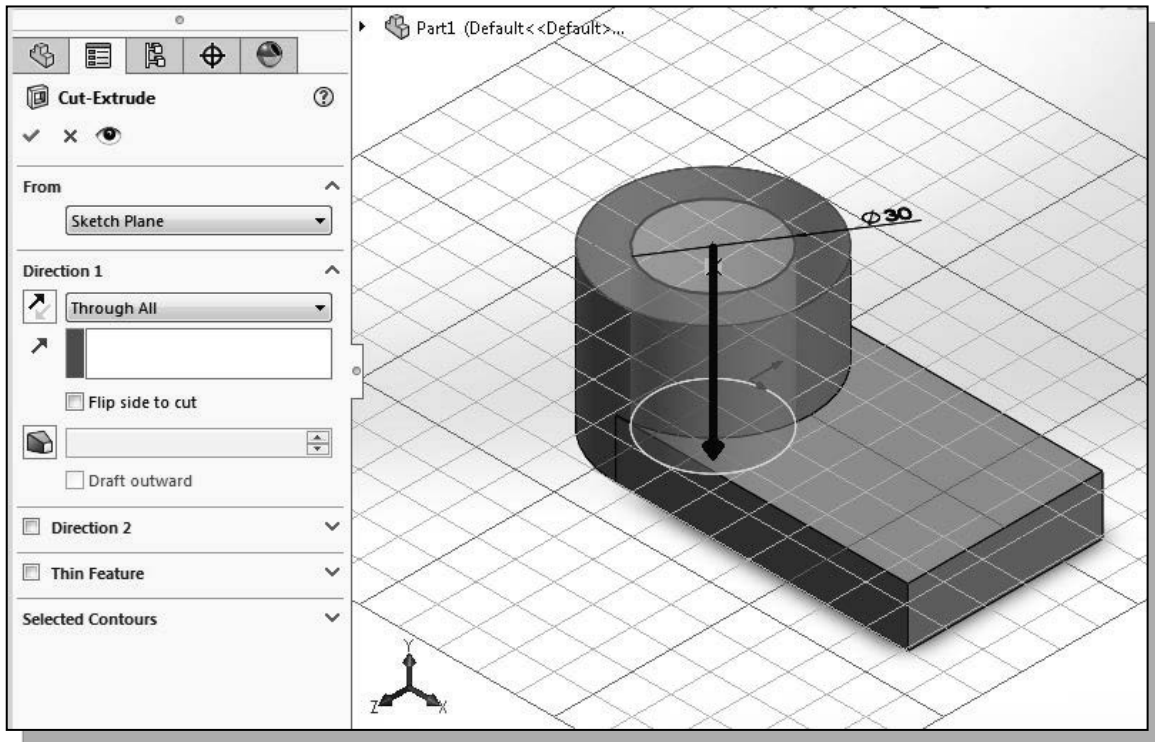 Part1 (Default<<Default>...
Cut-Extrude
From
Sketch Plane
Direction 1
Through All
Flip side to cut
Draft outward
Direction 2
Thin Feature
Selected Contours
Ø30
Y
Z
X